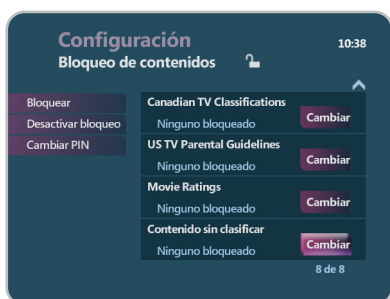 Configuración
10:38
Bloqueo de contenidos
Bloquear
Desactivar bloqueo
Cambiar PIN
Canadian TV Classifications
Ninguno bloqueado
Cambiar
US TV Parental Guidelines
Ninguno bloqueado
Cambiar
Movie Ratings
Ninguno bloqueado
Cambiar
Contenido sin clasificar
Ninguno bloqueado
Cambiar
8 de 8